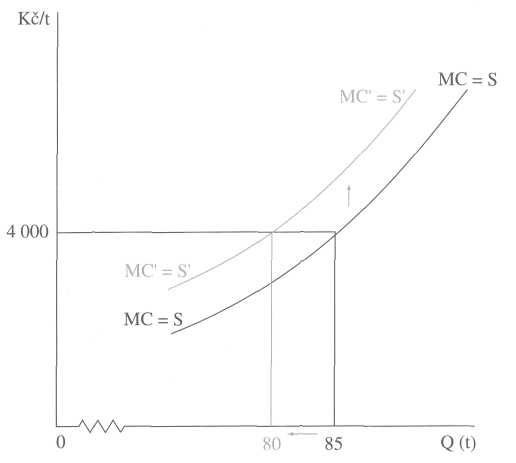 Kč/t
MC = S
MC' = S'
4 000
MC' = S'
MC = S
0
80
85
Q (t)